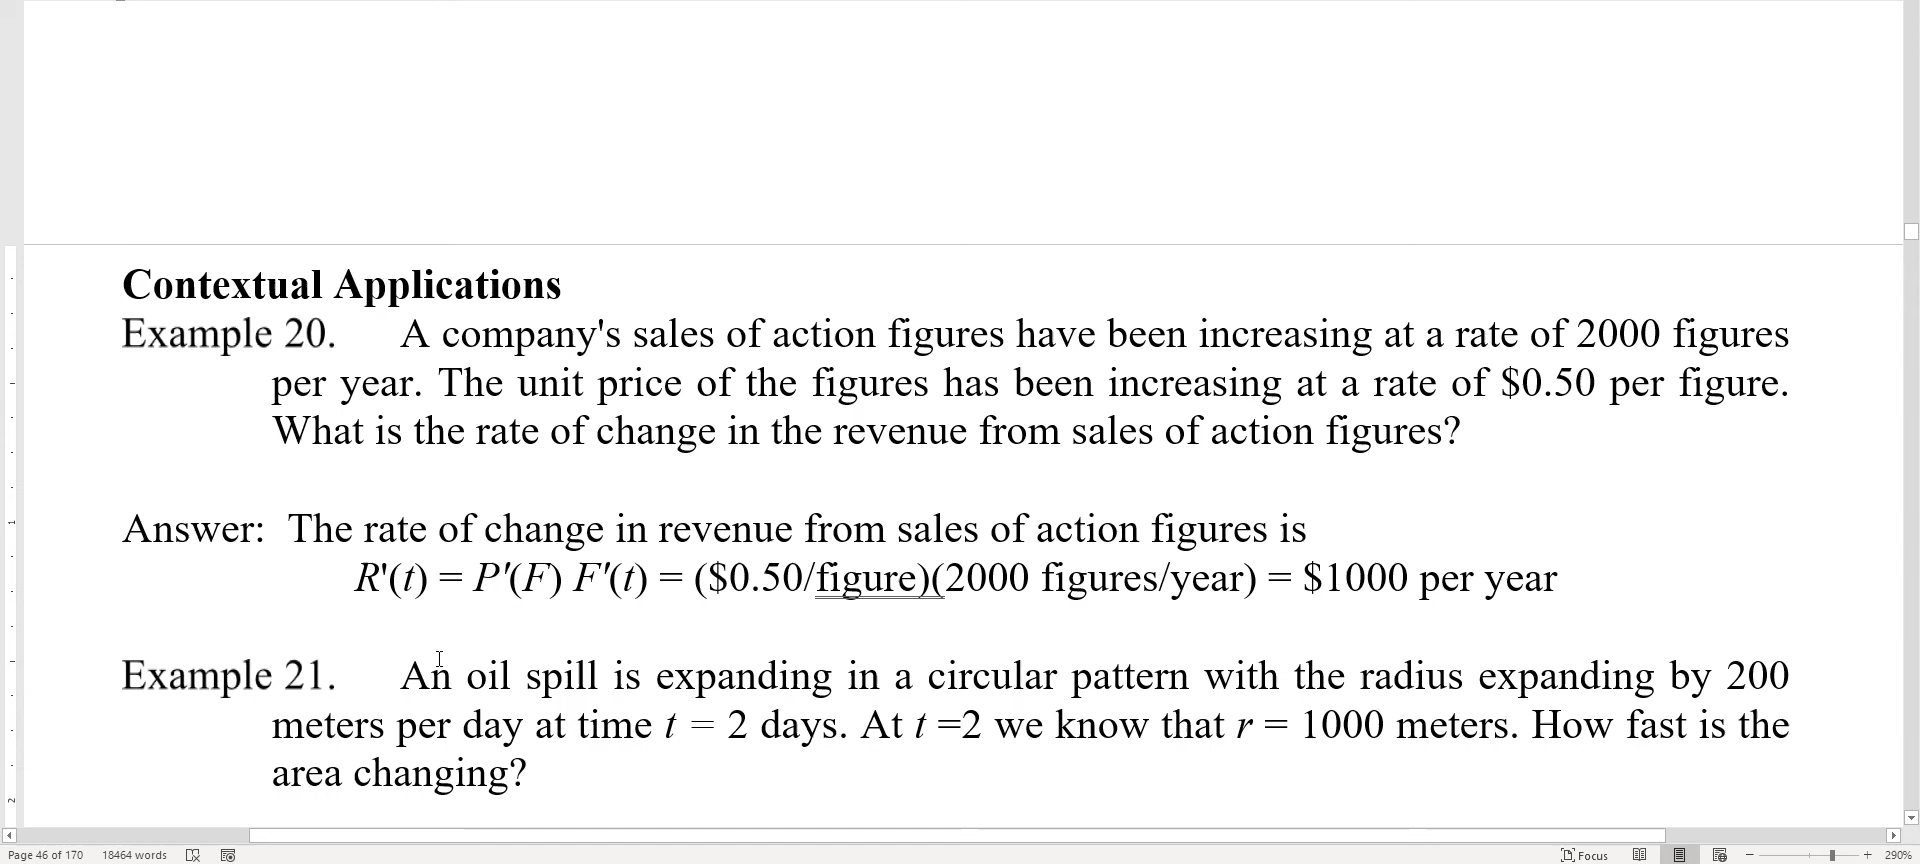 Contextual Applications
Example 20. A company's sales of action figures have been increasing at a rate of 2000 figures
per year. The unit price of the figures has been increasing at a rate of $0.50 per figure.
What is the rate of change in the revenue from sales of action figures?
Answer: The rate of change in revenue from sales of action figures is
R'(t) = P'(F) F'(t) = ($0.50/figure)(2000 figures/year) = $1000 per year
Example 21. An oil spill is expanding in a circular pattern with the radius expanding by 200
meters per day at time t = 2 days. At t =2 we know that r = 1000 meters. How fast is the
area changing?
1
2
Page 46 of 170 18464 words Focus 290%